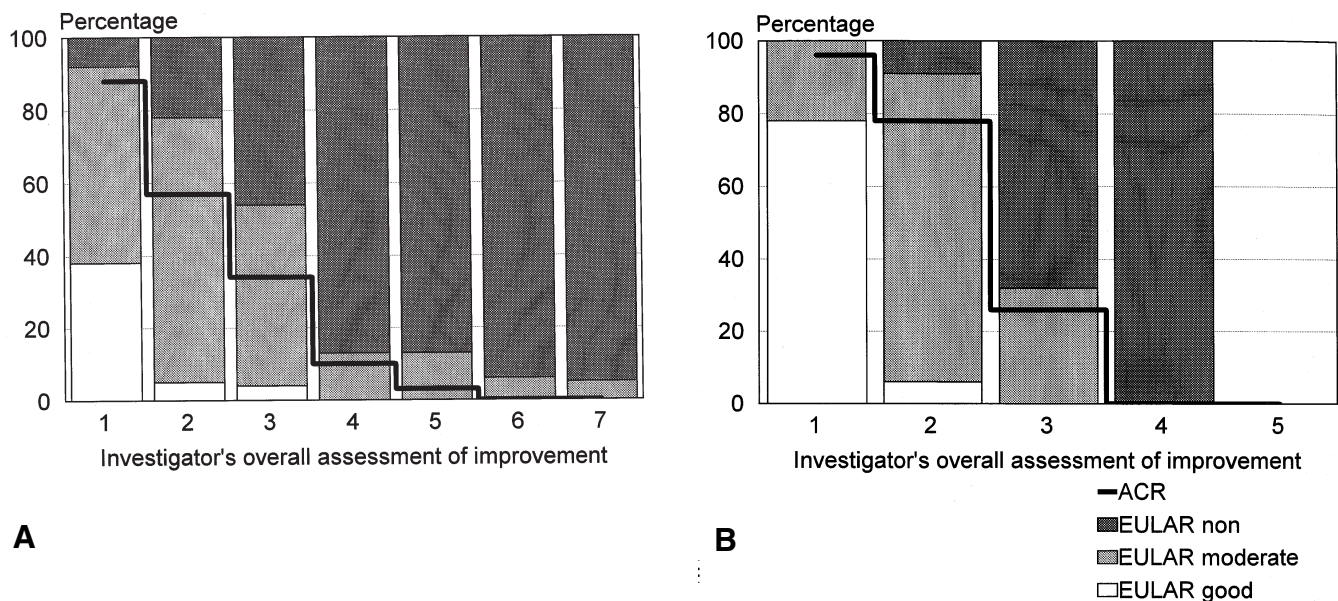 Percentage
100
80
60
40
20
0
1 2 3 4 5 6 7
Investigator's overall assessment of improvement
A
Percentage
100
80
60
40
20
0
1 2 3 4 5
Investigator's overall assessment of improvement
ACR
EULAR non
EULAR moderate
EULAR good
B